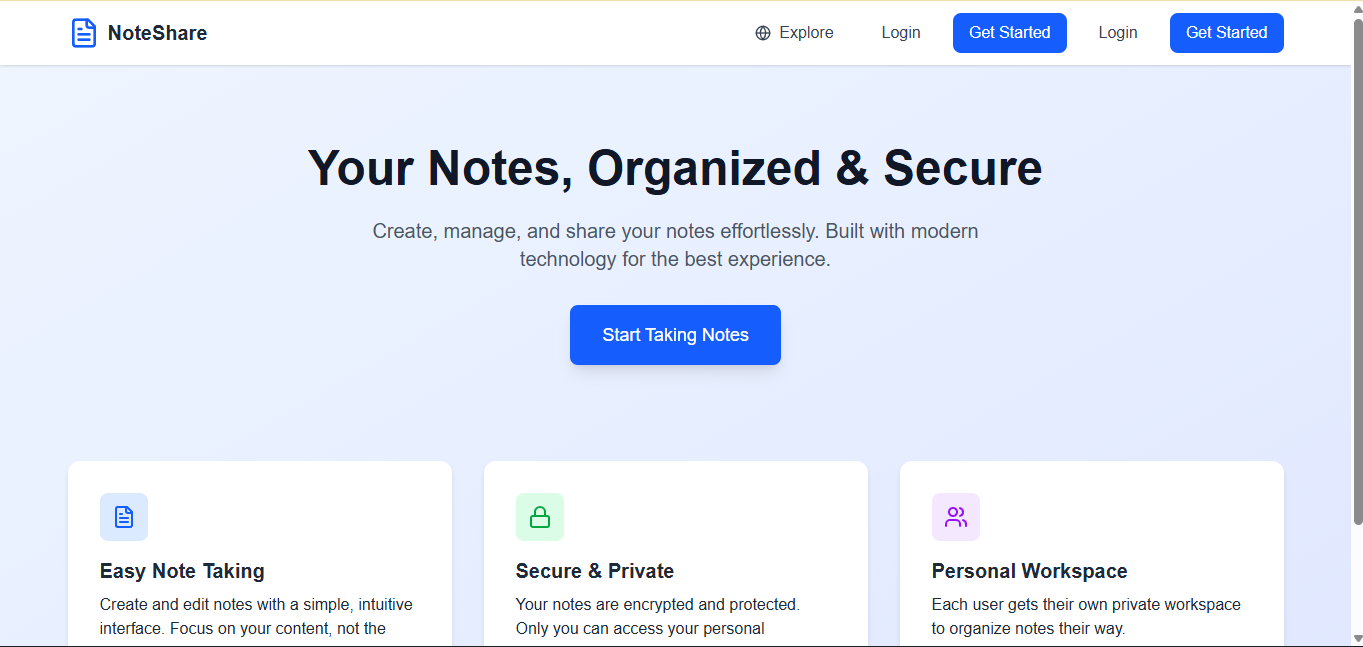 NoteShare
Explore
Login
Get Started
Login
Get Started
Your Notes, Organized & Secure
Create, manage, and share your notes effortlessly. Built with modern
technology for the best experience.
Start Taking Notes
Easy Note Taking
Create and edit notes with a simple, intuitive
interface. Focus on your content, not the
Secure & Private
Your notes are encrypted and protected.
Only you can access your personal
Personal Workspace
Each user gets their own private workspace
to organize notes their way.